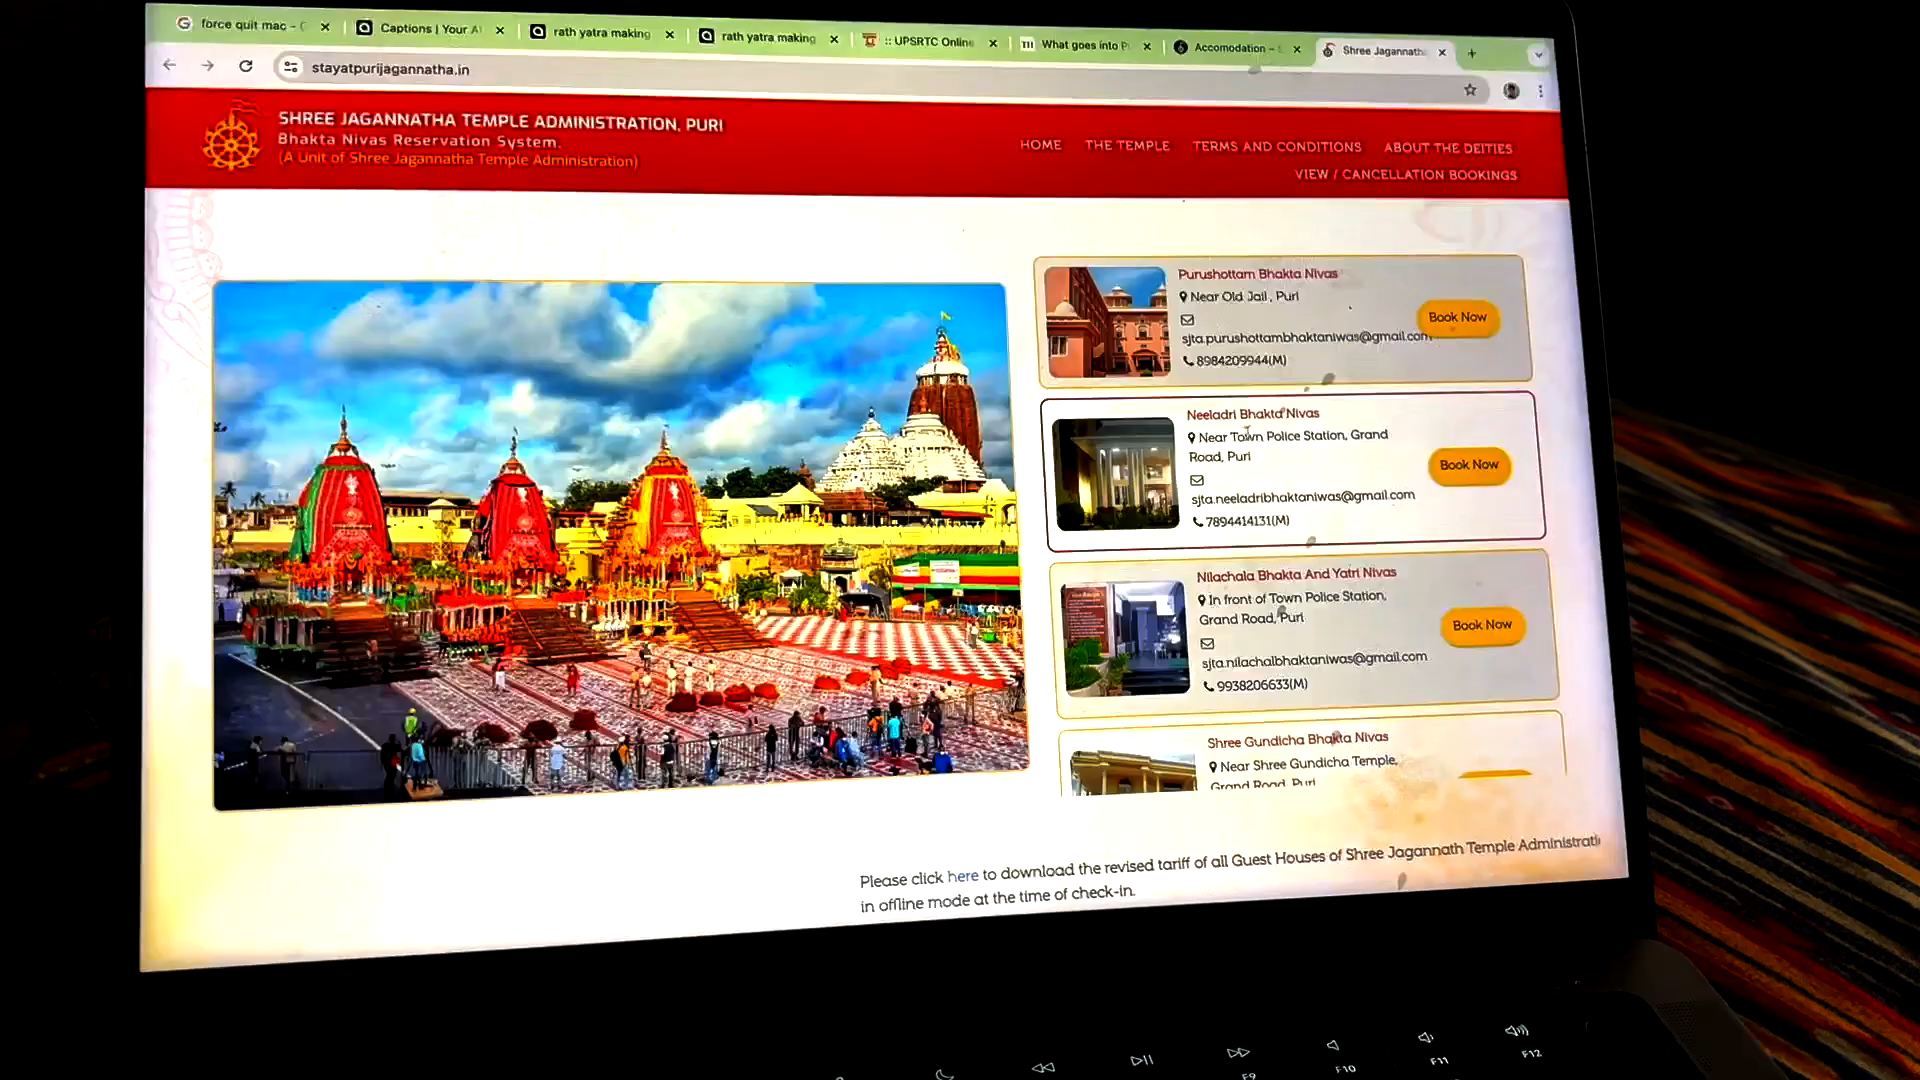 force quit mac -
Captions | Your A
rath yatra making
rath yatra making
:: UPSRTC Online
What goes into P
Accomodation -
Shree Jagannath
stayatpurijagannatha.in
SHREE JAGANNATHA TEMPLE ADMINISTRATION, PURI
Bhakta Nivas Reservation System.
(A Unit of Shree Jagannatha Temple Administration)
HOME
THE TEMPLE
TERMS AND CONDITIONS
ABOUT THE DEITIES
VIEW / CANCELLATION BOOKINGS
Purushottam Bhakta Nivas
Near Old Jail , Puri
sjta.purushottambhaktaniwas@gmail.com
8984209944(M)
Book Now
Neeladri Bhakta Nivas
Near Town Police Station, Grand
Road, Puri
sjta.neeladribhaktaniwas@gmail.com
7894414131(M)
Book Now
Nilachala Bhakta And Yatri Nivas
In front of Town Police Station,
Grand Road, Puri
sjta.nilachalbhaktaniwas@gmail.com
9938206633(M)
Book Now
Shree Gundicha Bhakta Nivas
Near Shree Gundicha Temple,
Grand Road, Puri
Please click here to download the revised tariff of all Guest Houses of Shree Jagannath Temple Administrati
in offline mode at the time of check-in.
F9
F10
F11
F12